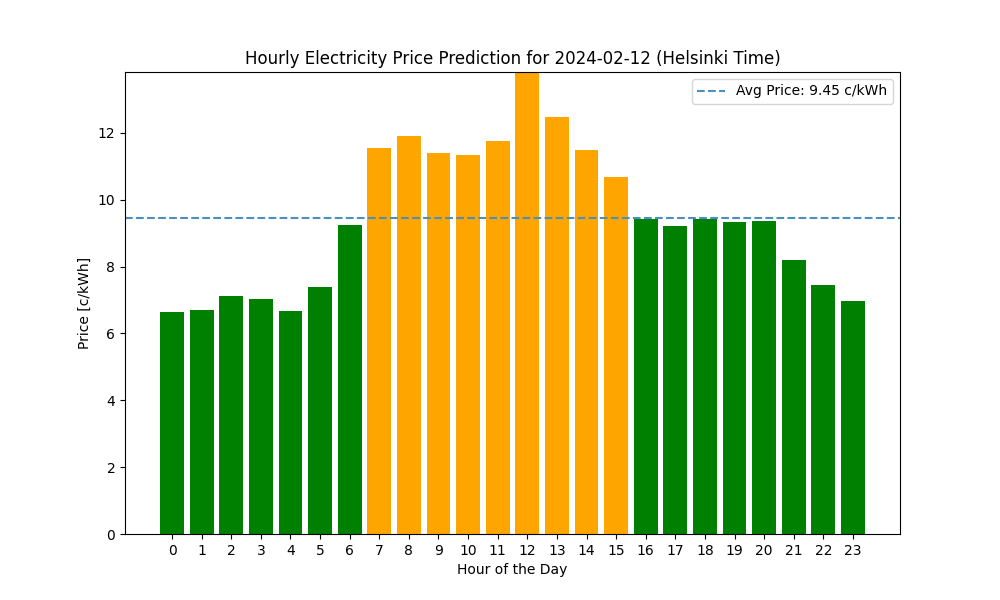 Hourly Electricity Price Prediction for 2024-02-12 (Helsinki Time)
Avg Price: 9.45 c/kWh
12
10
8
6
4
2
0
Price [c/kWh]
0 1 2 3 4 5 6 7 8 9 10 11 12 13 14 15 16 17 18 19 20 21 22 23
Hour of the Day